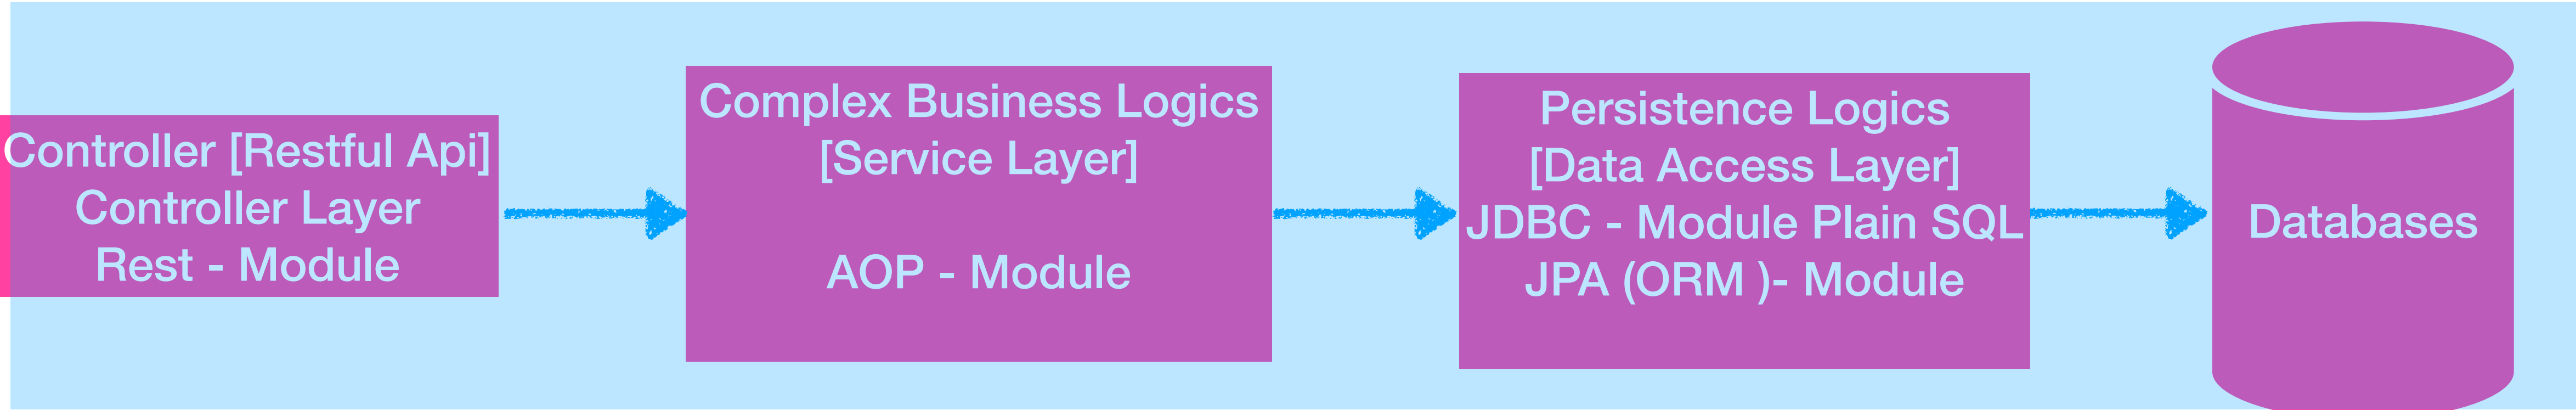 Controller [Restful Api]
Controller Layer
Rest - Module
Complex Business Logics
[Service Layer]
AOP - Module
Persistence Logics
[Data Access Layer]
JDBC - Module Plain SQL
JPA (ORM )- Module
Databases